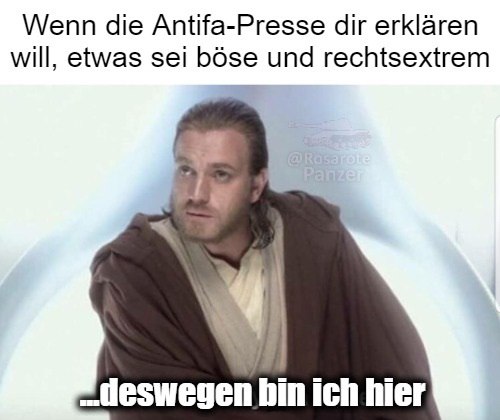 Wenn die Antifa-Presse dir erklären
will, etwas sei böse und rechtsextrem
@Rosarote
Panzer
...deswegen bin ich hier